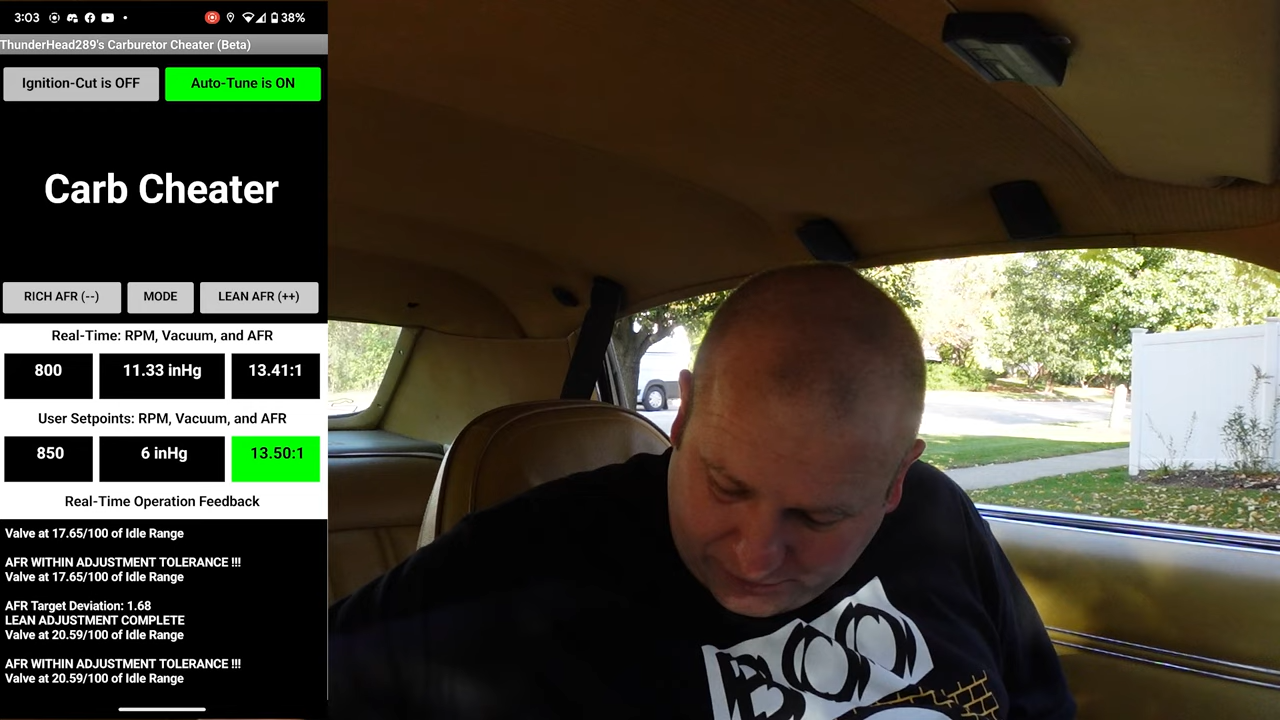 3:03
38%
ThunderHead289's Carburetor Cheater (Beta)
Ignition-Cut is OFF
Auto-Tune is ON
Carb Cheater
RICH AFR (--)
MODE
LEAN AFR (++)
Real-Time: RPM, Vacuum, and AFR
800
11.33 inHg
13.41:1
User Setpoints: RPM, Vacuum, and AFR
850
6 inHg
13.50:1
Real-Time Operation Feedback
Valve at 17.65/100 of Idle Range
AFR WITHIN ADJUSTMENT TOLERANCE !!!
Valve at 17.65/100 of Idle Range
AFR Target Deviation: 1.68
LEAN ADJUSTMENT COMPLETE
Valve at 20.59/100 of Idle Range
AFR WITHIN ADJUSTMENT TOLERANCE !!!
Valve at 20.59/100 of Idle Range
BOO